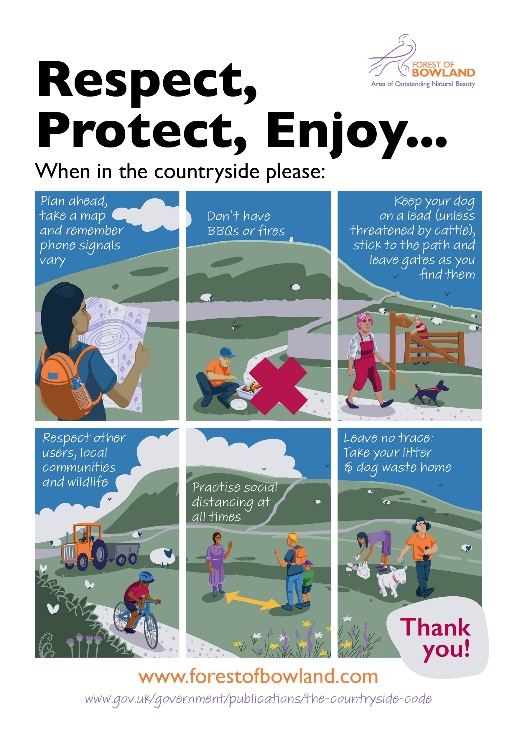 FOREST OF
BOWLAND
Area of Outstanding Natural Beauty
Respect,
Protect, Enjoy...
When in the countryside please:
Plan ahead,
take a map
and remember
phone signals
vary
Don't have
BBQs or fires
Keep your dog
on a lead (unless
threatened by cattle),
stick to the path and
leave gates as you
find them
Respect other
users, local
communities
and wildlife
Practise social
distancing at
all times
Leave no trace:
Take your litter
& dog waste home
Thank
you!
www.forestofbowland.com
www.gov.uk/government/publications/the-countryside-code